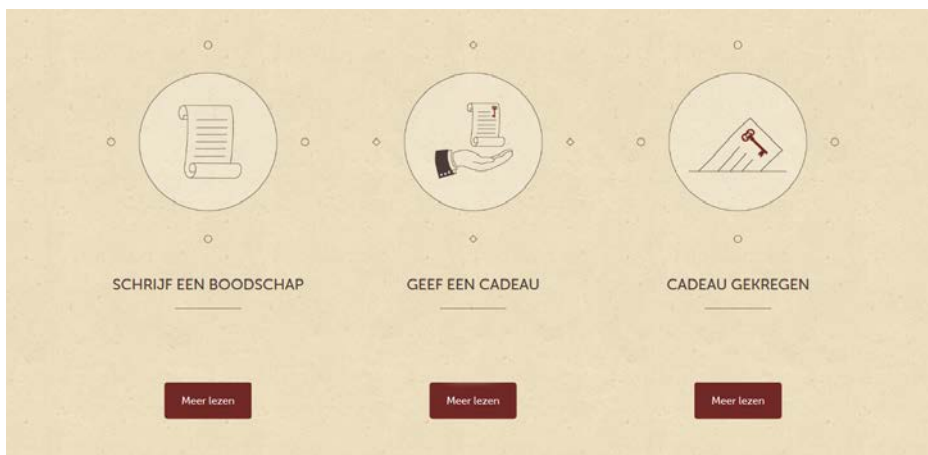 SCHRIJF EEN BOODSCHAP
GEEF EEN CADEAU
CADEAU GEKREGEN
Meer lezen
Meer lezen
Meer lezen